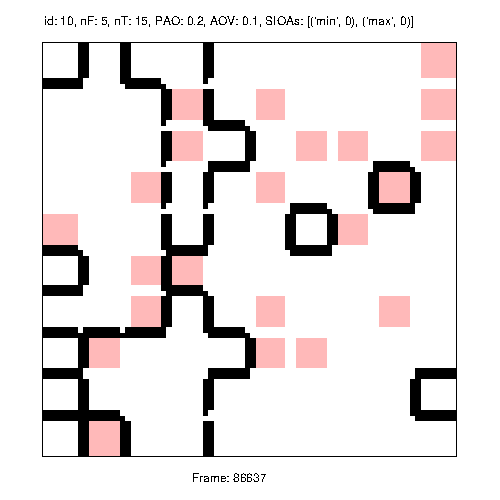 id: 10, nF: 5, nT: 15, PAO: 0.2, AOV: 0.1, SIOAs: [('min', 0), ('max', 0)]
Frame: 86637